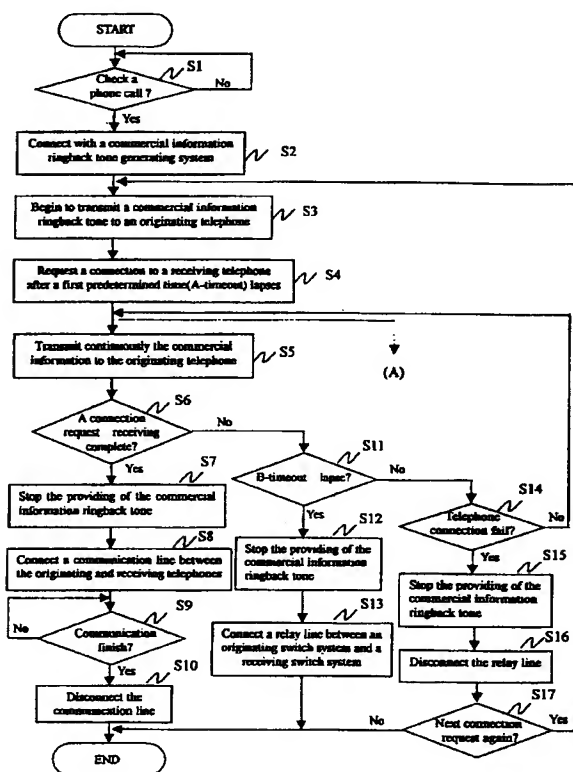 START
S1
Check a
phone call ?
No
Yes
Connect with a commercial information
ringback tone generating system
S2
Begin to transmit a commercial information
ringback tone to an originating telephone
S3
Request a connection to a receiving telephone
after a first predetermined time(A-timeout) lapses
S4
Transmit continuously the commercial
information to the originating telephone
S5
(A)
S6
A connection
request receiving
complete?
No
Yes
S7
Stop the providing of the commercial
information ringback tone
S8
Connect a communication line between
the originating and receiving telephones
S9
Communication
finish?
No
Yes
S10
Disconnect the
communication line
END
S11
B-timeout lapse?
No
Yes
S12
Stop the providing of the
commercial information
ringback tone
S13
Connect a relay line between an
originating switch system and a
receiving switch system
S14
Telephone
connection fail?
No
Yes
S15
Stop the providing of the
commercial information
ringback tone
S16
Disconnect the relay line
S17
Next connection
request again?
No
Yes